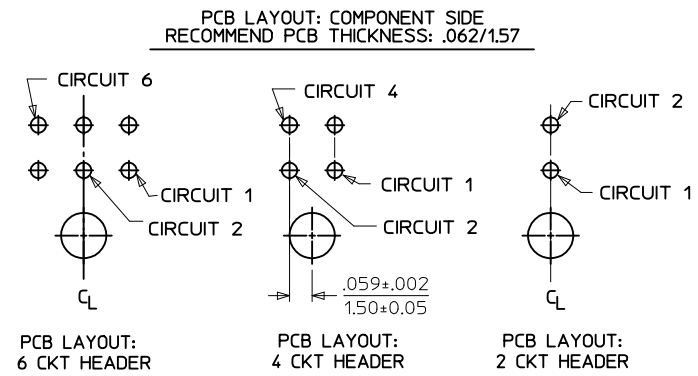 PCB LAYOUT: COMPONENT SIDE
RECOMMEND PCB THICKNESS: .062/1.57
CIRCUIT 6
CIRCUIT 1
CIRCUIT 2
CL
PCB LAYOUT:
6 CKT HEADER
CIRCUIT 4
CIRCUIT 1
CIRCUIT 2
.059±.002
1.50±0.05
PCB LAYOUT:
4 CKT HEADER
CIRCUIT 2
CIRCUIT 1
CL
PCB LAYOUT:
2 CKT HEADER